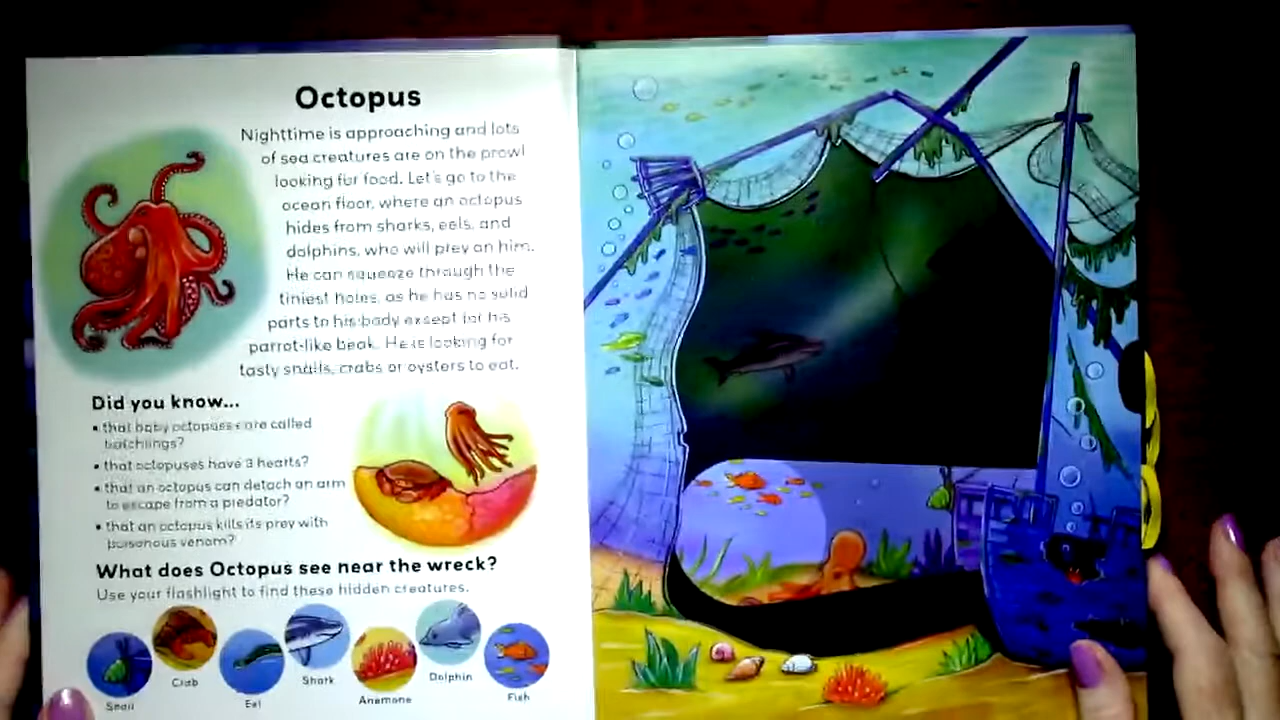 Octopus
Nighttime is approaching and lots
of sea creatures are on the prowl
looking for food. Let's go to the
ocean floor, where an octopus
hides from sharks, eels, and
dolphins, who will prey on him.
He can squeeze through the
tiniest holes, as he has no solid
parts to his body except for his
parrot-like beak. He is looking for
tasty snails, crabs or oysters to eat.
Did you know...
• that baby octopuses are called
hatchlings?
• that octopuses have 3 hearts?
• that an octopus can detach an arm
to escape from a predator?
• that an octopus kills its prey with
poisonous venom?
What does Octopus see near the wreck?
Use your flashlight to find these hidden creatures.
Snail
Crab
Eel
Shark
Anemone
Dolphin
Fish